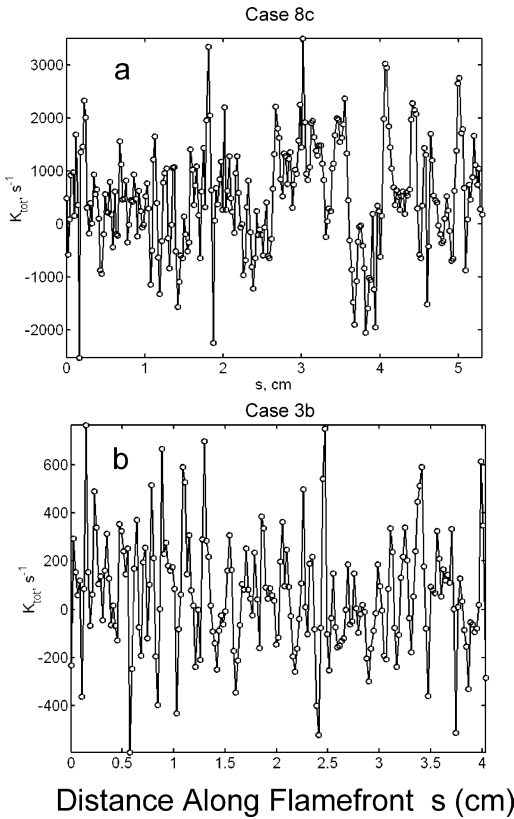 Case 8c
a
3000
2000
1000
0
-1000
-2000
K_tot, s^-1
0 1 2 3 4 5
s, cm
Case 3b
b
600
400
200
0
-200
-400
K_tot, s^-1
0 0.5 1 1.5 2 2.5 3 3.5 4
Distance Along Flamefront s (cm)